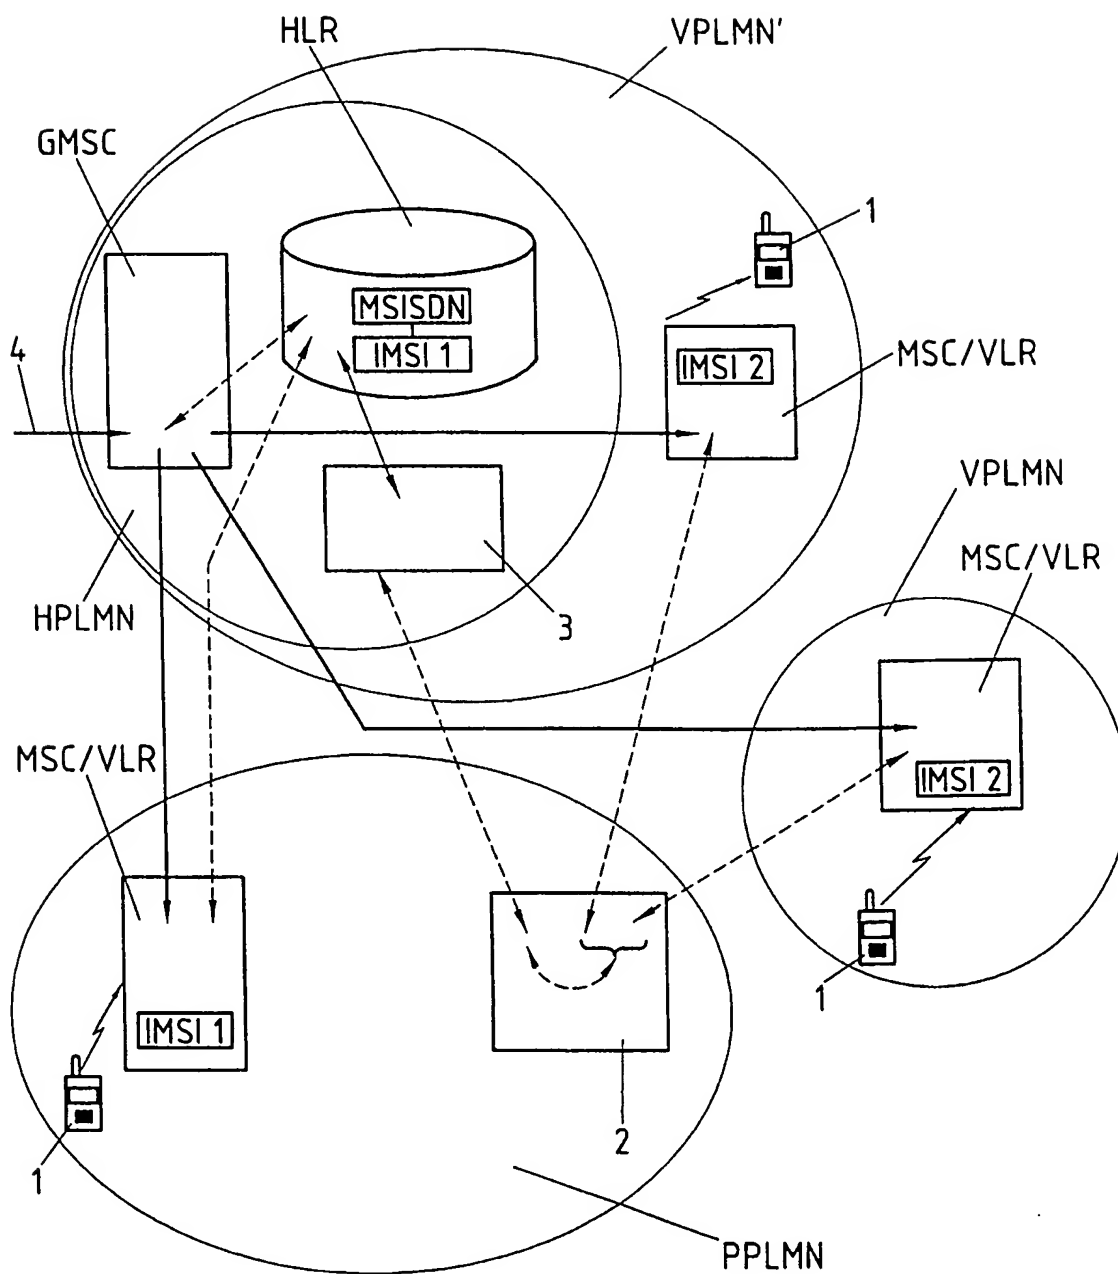 HLR
VPLMN'
GMSC
1
MSISDN
IMSI 1
4
IMSI 2
MSC/VLR
VPLMN
MSC/VLR
HPLMN
3
MSC/VLR
IMSI 2
1
IMSI 1
1
2
PPLMN